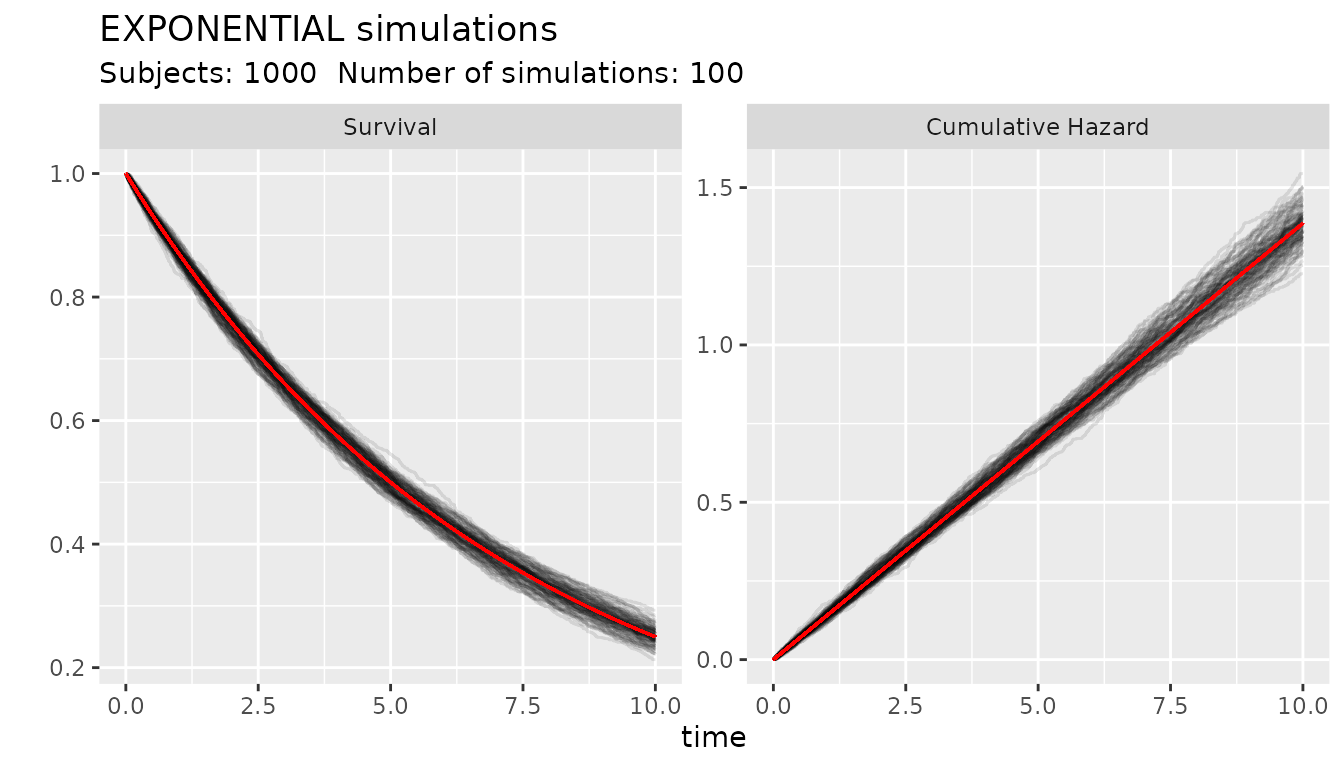 EXPONENTIAL simulations
Subjects: 1000  Number of simulations: 100
Survival
Cumulative Hazard
1.0
0.8
0.6
0.4
0.2
1.5
1.0
0.5
0.0
0.0 2.5 5.0 7.5 10.0
0.0 2.5 5.0 7.5 10.0
time